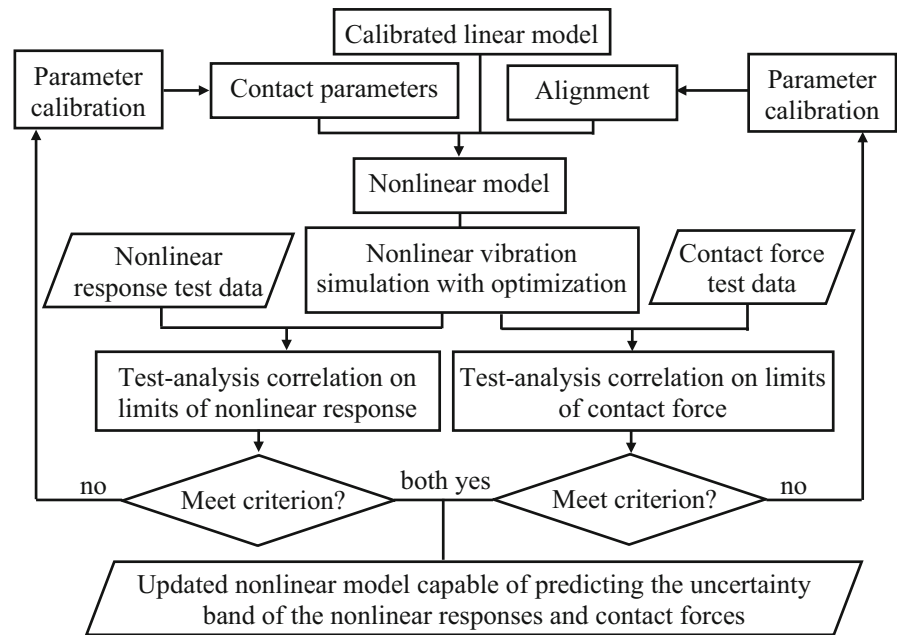 Calibrated linear model
Parameter
calibration
Contact parameters
Alignment
Parameter
calibration
Nonlinear model
Nonlinear
response test data
Nonlinear vibration
simulation with optimization
Contact force
test data
Test-analysis correlation on
limits of nonlinear response
Test-analysis correlation on limits
of contact force
no
Meet criterion?
both yes
Meet criterion?
no
Updated nonlinear model capable of predicting the uncertainty
band of the nonlinear responses and contact forces